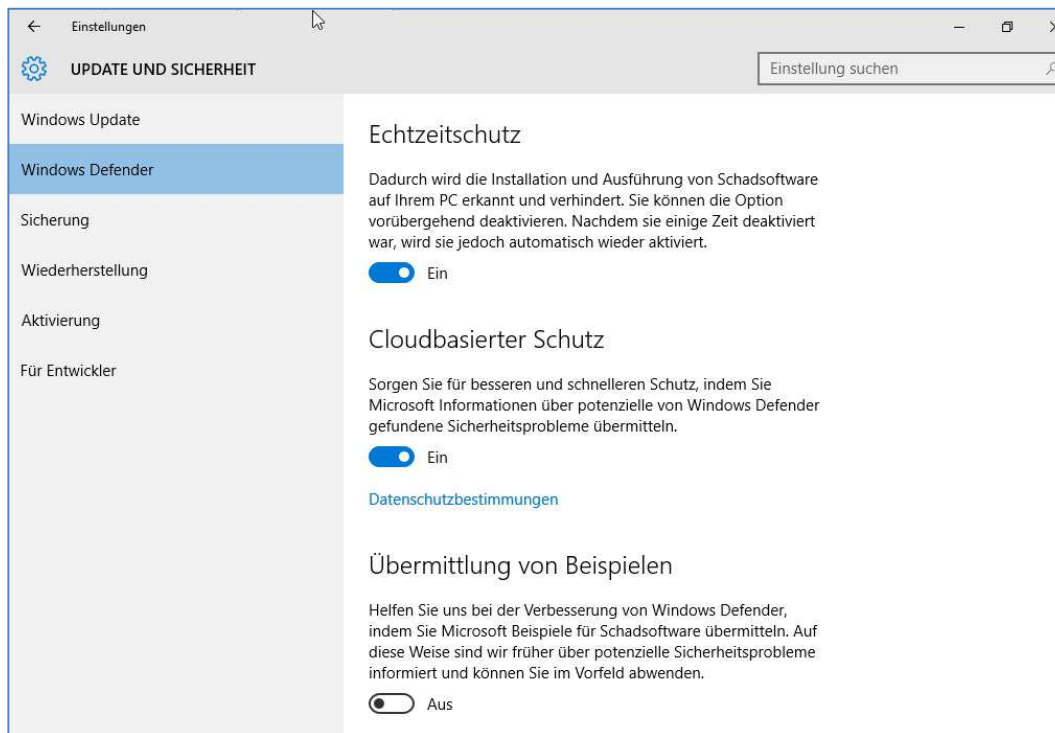 Einstellungen
UPDATE UND SICHERHEIT
Einstellung suchen
Windows Update
Windows Defender
Sicherung
Wiederherstellung
Aktivierung
Für Entwickler
Echtzeitschutz
Dadurch wird die Installation und Ausführung von Schadsoftware
auf Ihrem PC erkannt und verhindert. Sie können die Option
vorübergehend deaktivieren. Nachdem sie einige Zeit deaktiviert
war, wird sie jedoch automatisch wieder aktiviert.
Ein
Cloudbasierter Schutz
Sorgen Sie für besseren und schnelleren Schutz, indem Sie
Microsoft Informationen über potenzielle von Windows Defender
gefundene Sicherheitsprobleme übermitteln.
Ein
Datenschutzbestimmungen
Übermittlung von Beispielen
Helfen Sie uns bei der Verbesserung von Windows Defender,
indem Sie Microsoft Beispiele für Schadsoftware übermitteln. Auf
diese Weise sind wir früher über potenzielle Sicherheitsprobleme
informiert und können Sie im Vorfeld abwenden.
Aus